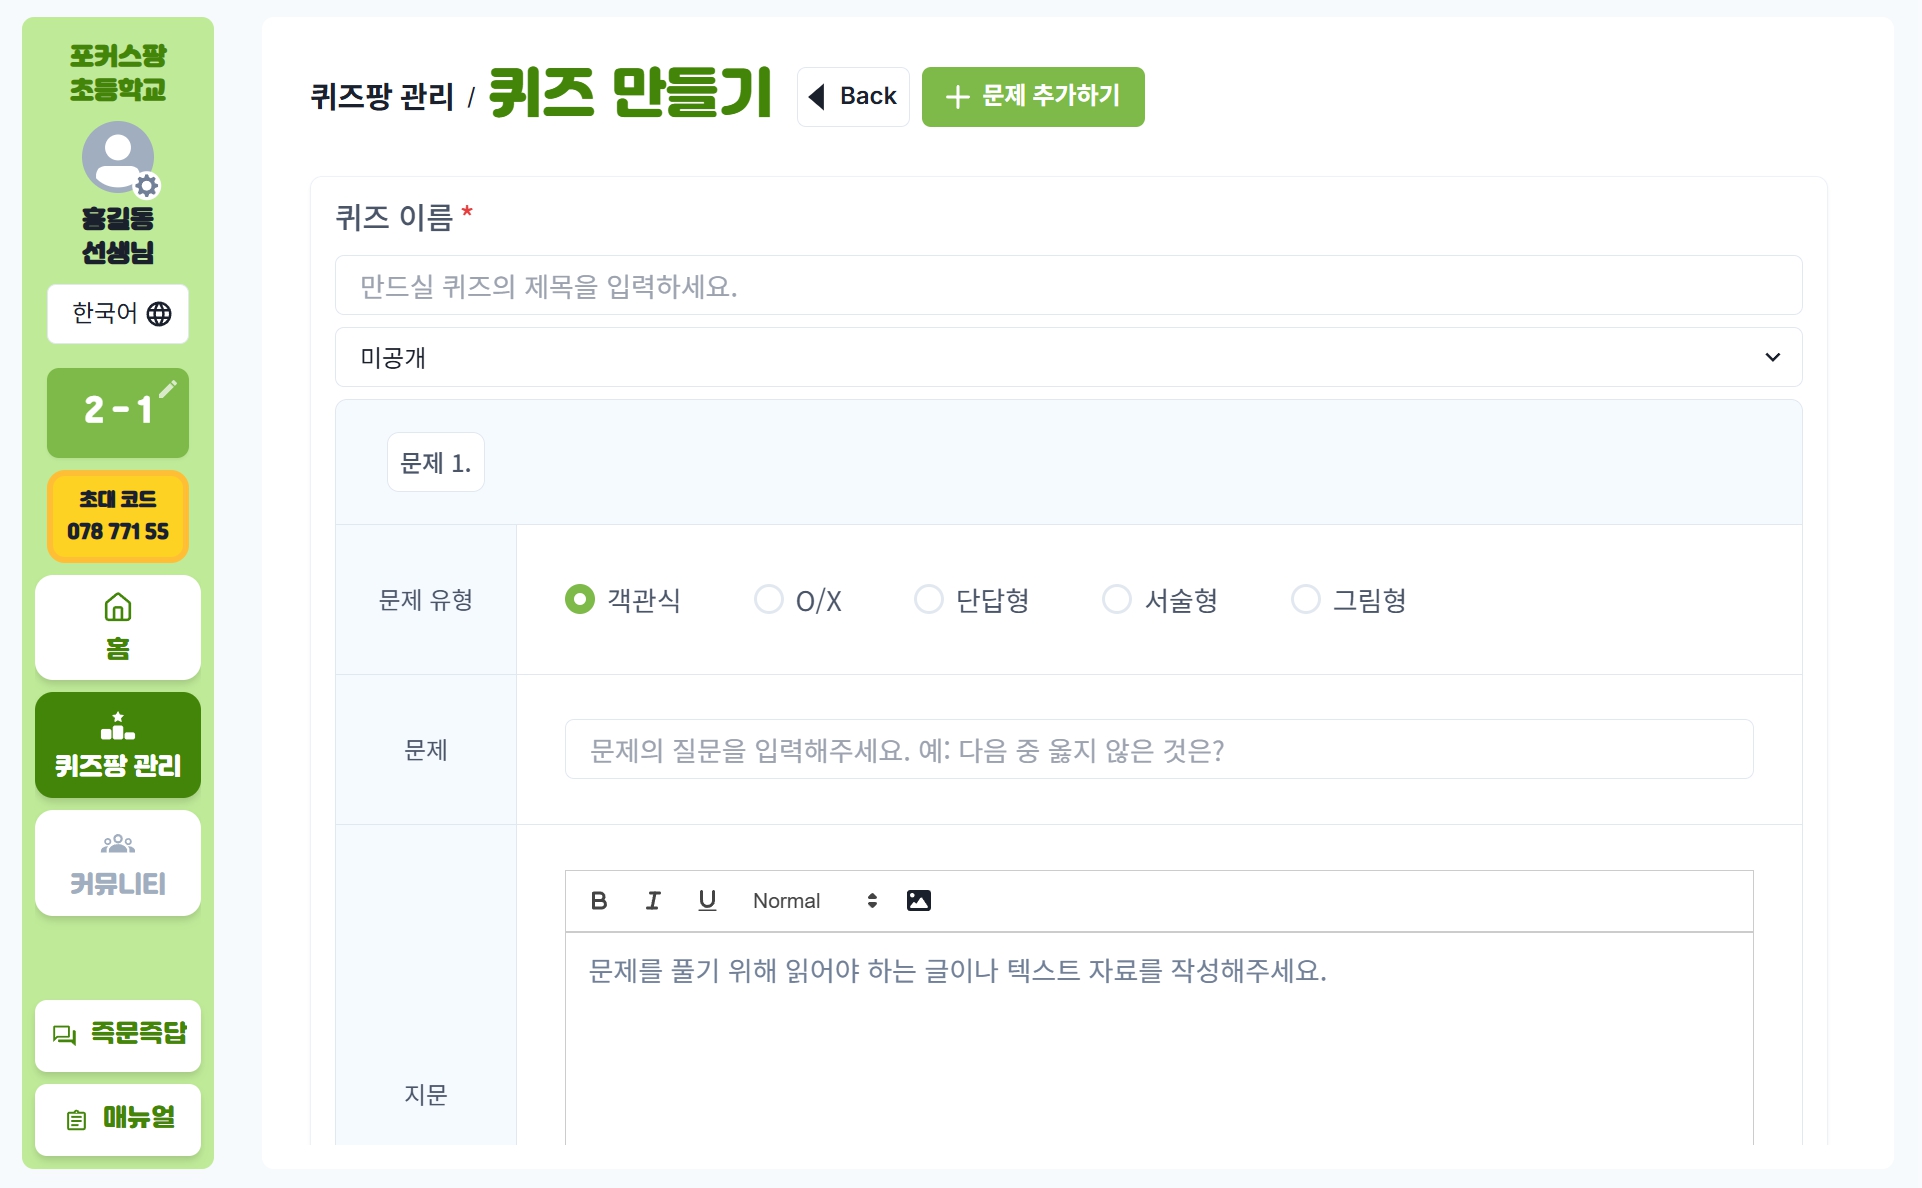 포커스팡
초등학교
홍길동
선생님
한국어
2 - 1
초대 코드
078 771 55
홈
퀴즈팡 관리
커뮤니티
즉문즉답
매뉴얼
퀴즈팡 관리 / 퀴즈 만들기
Back
문제 추가하기
퀴즈 이름 *
만드실 퀴즈의 제목을 입력하세요.
미공개
문제 1.
문제 유형
객관식
O/X
단답형
서술형
그림형
문제
문제의 질문을 입력해주세요. 예: 다음 중 옳지 않은 것은?
지문
B I U Normal
문제를 풀기 위해 읽어야 하는 글이나 텍스트 자료를 작성해주세요.